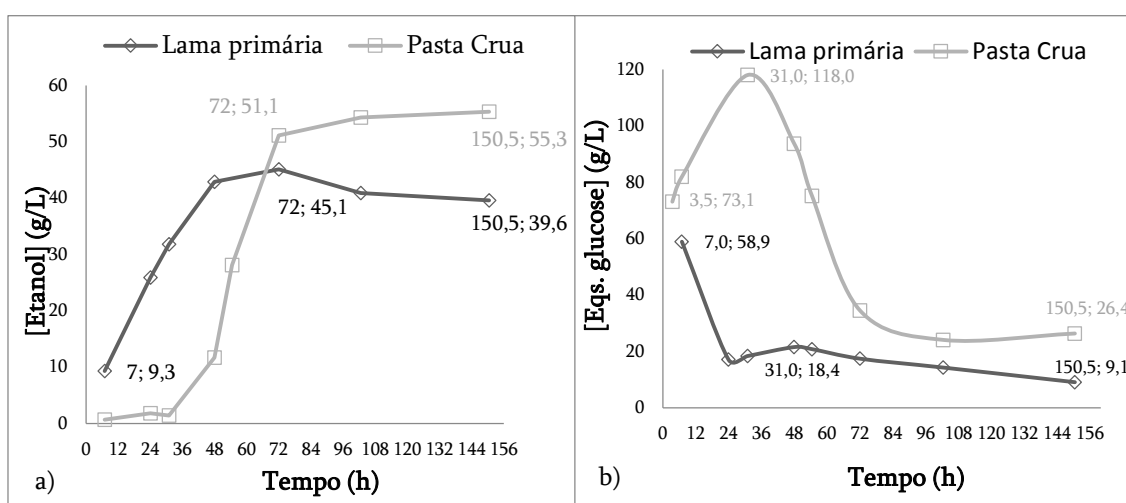 Lama primária
Pasta Crua
60
50
40
30
20
10
0
[Etanol] (g/L)
72; 51,1
150,5; 55,3
72; 45,1
150,5; 39,6
7; 9,3
0 12 24 36 48 60 72 84 96 108 120 132 144 156
Tempo (h)
a)
Lama primária
Pasta Crua
120
100
80
60
40
20
0
[Eqs. glucose] (g/L)
31,0; 118,0
3,5; 73,1
7,0; 58,9
31,0; 18,4
150,5; 26,4
150,5; 9,1
0 12 24 36 48 60 72 84 96 108 120 132 144 156
Tempo (h)
b)